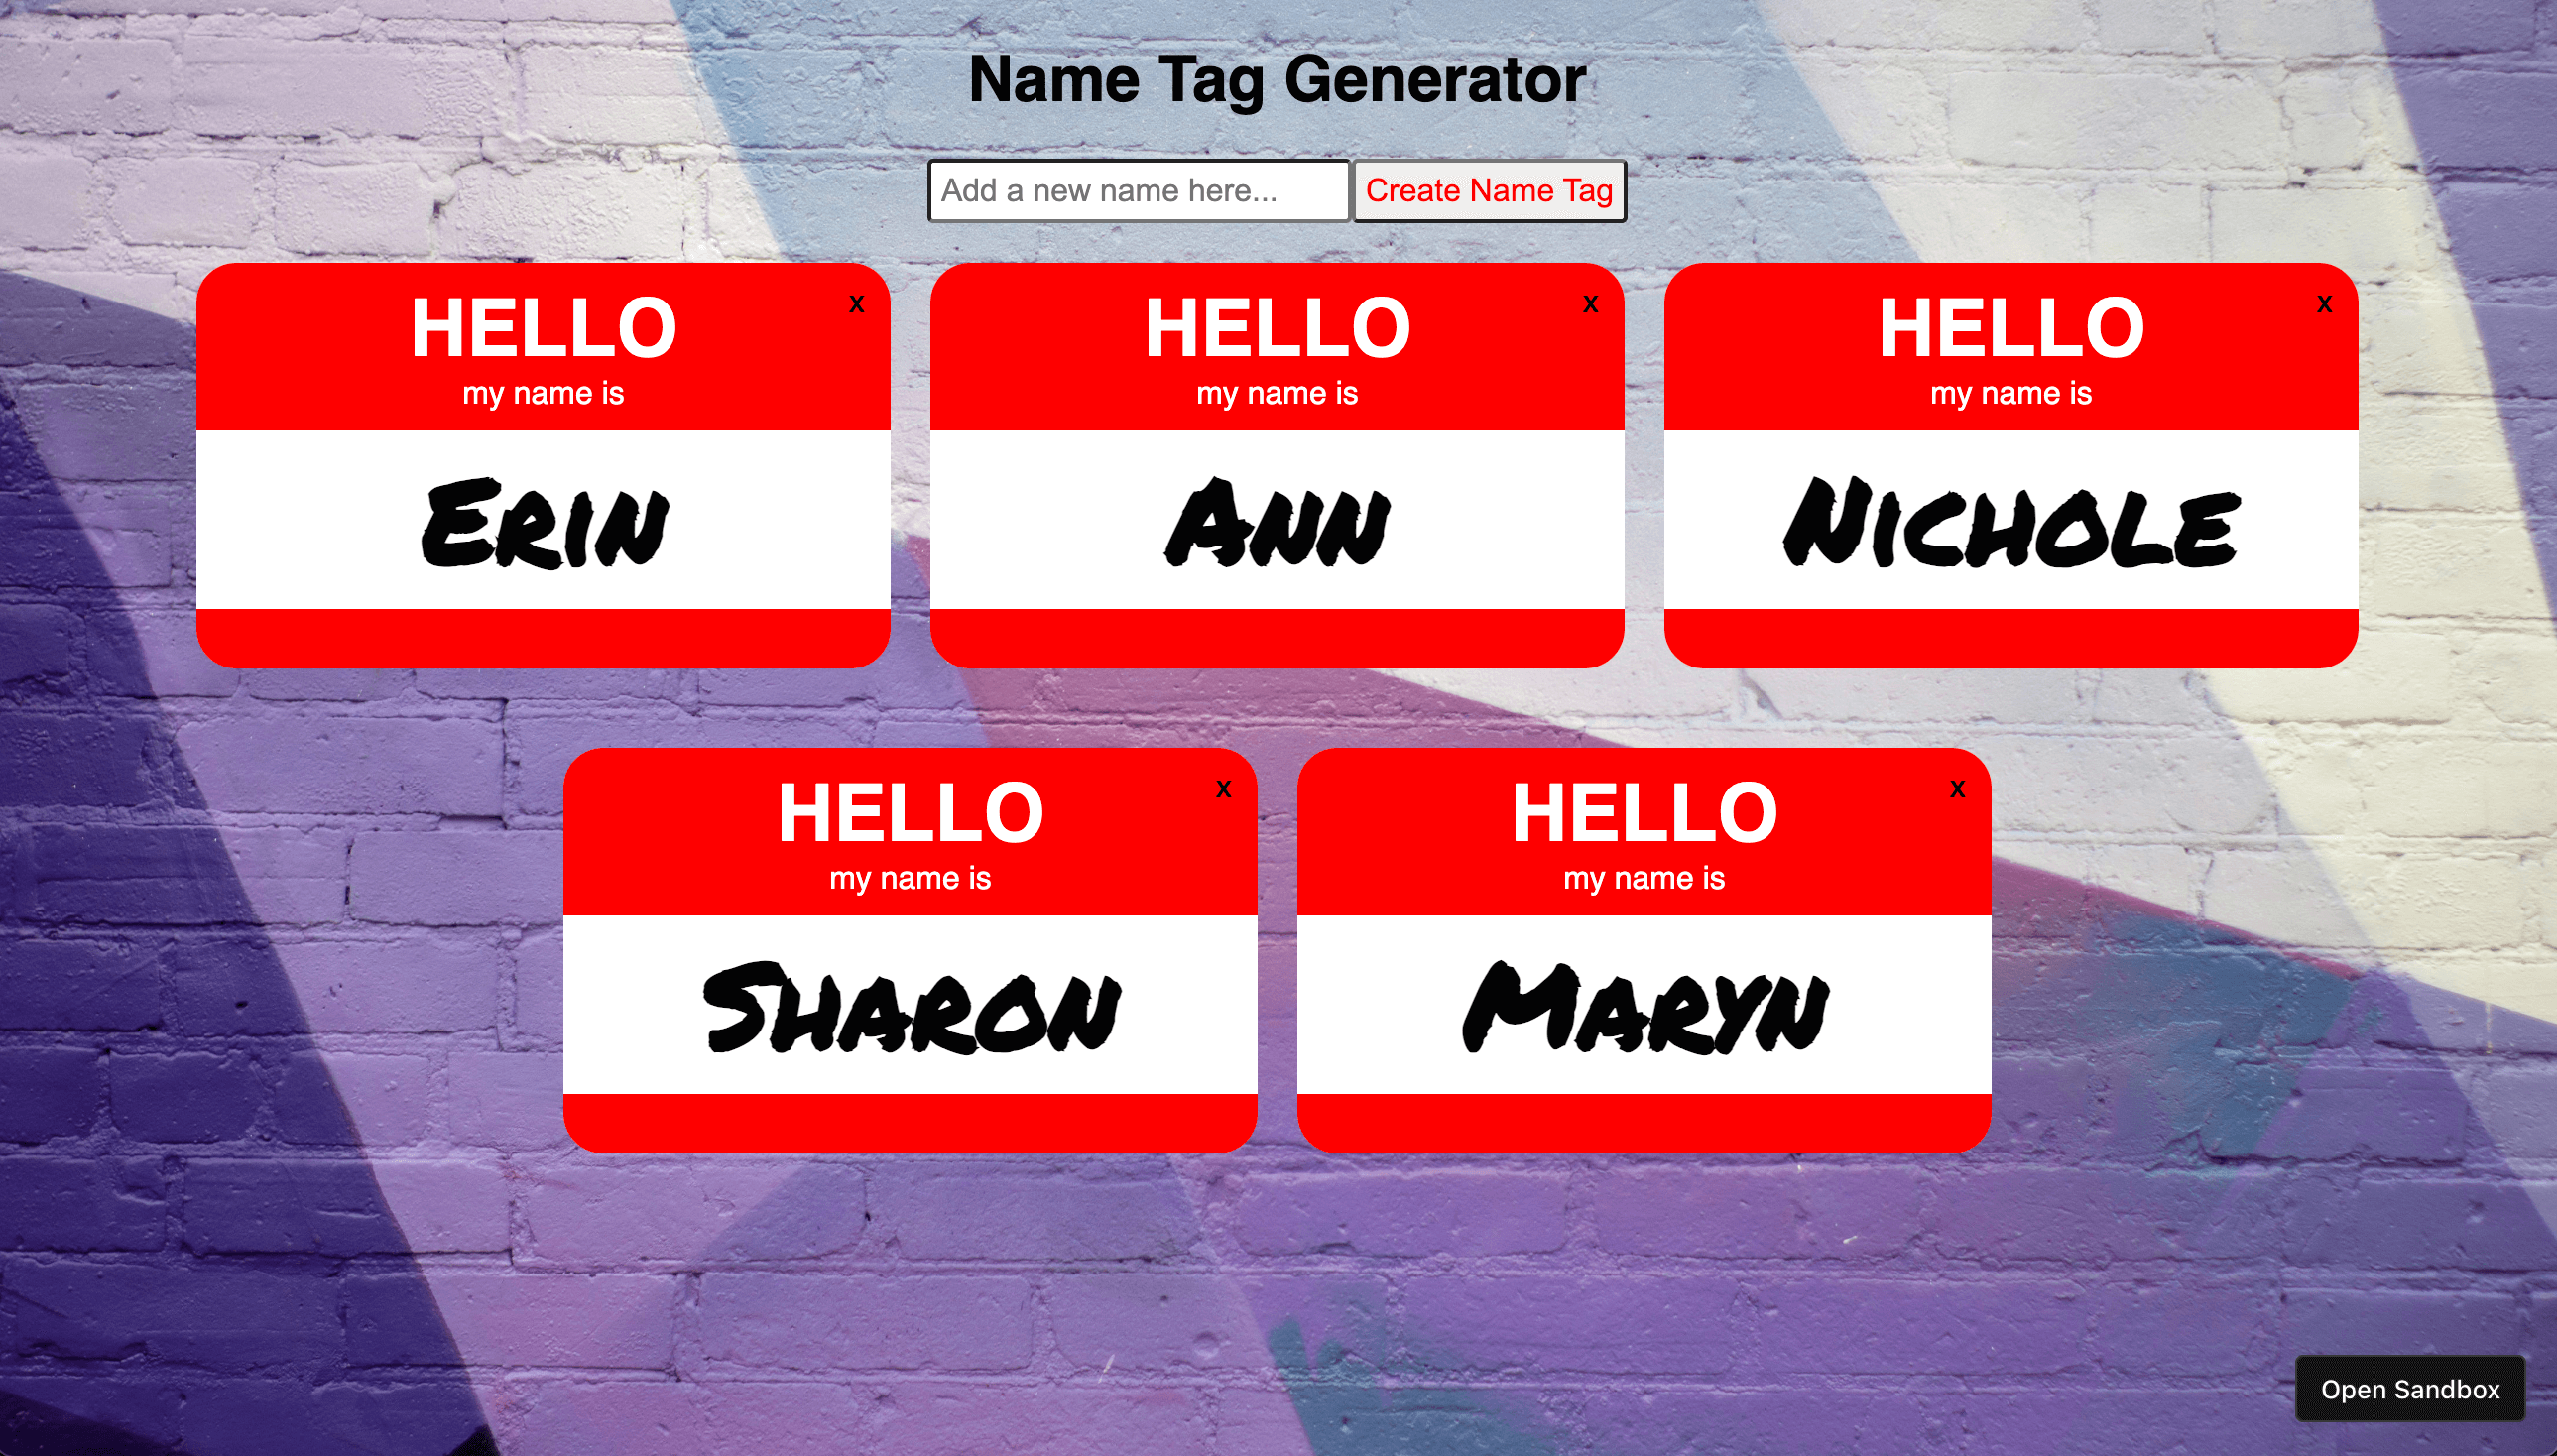 Name Tag Generator
Add a new name here...
Create Name Tag
HELLO
x
my name is
Erin
HELLO
x
my name is
Ann
HELLO
x
my name is
Nichole
HELLO
x
my name is
Sharon
HELLO
x
my name is
Maryn
Open Sandbox